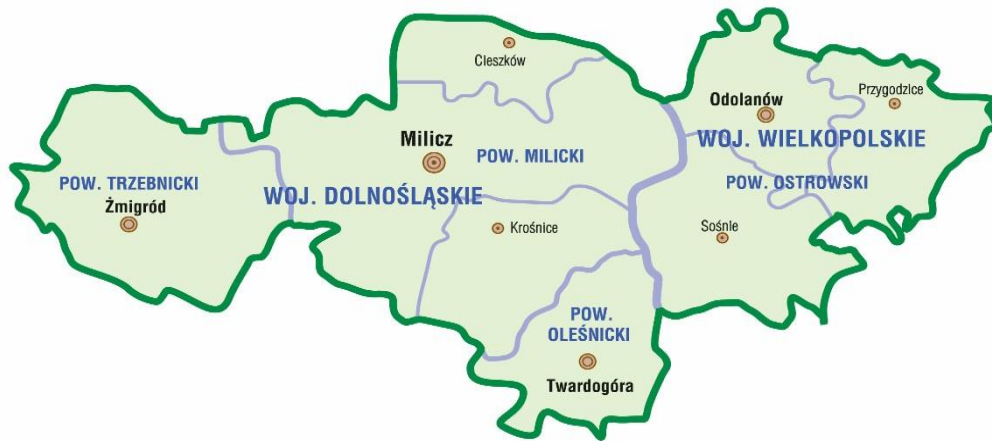 Cieszków
Przygodzice
Odolanów
Milicz
WOJ. WIELKOPOLSKIE
POW. MILICKI
POW. TRZEBNICKI
WOJ. DOLNOŚLĄSKIE
POW. OSTROWSKI
Żmigród
Krośnice
Sośnie
POW.
OLEŚNICKI
Twardogóra